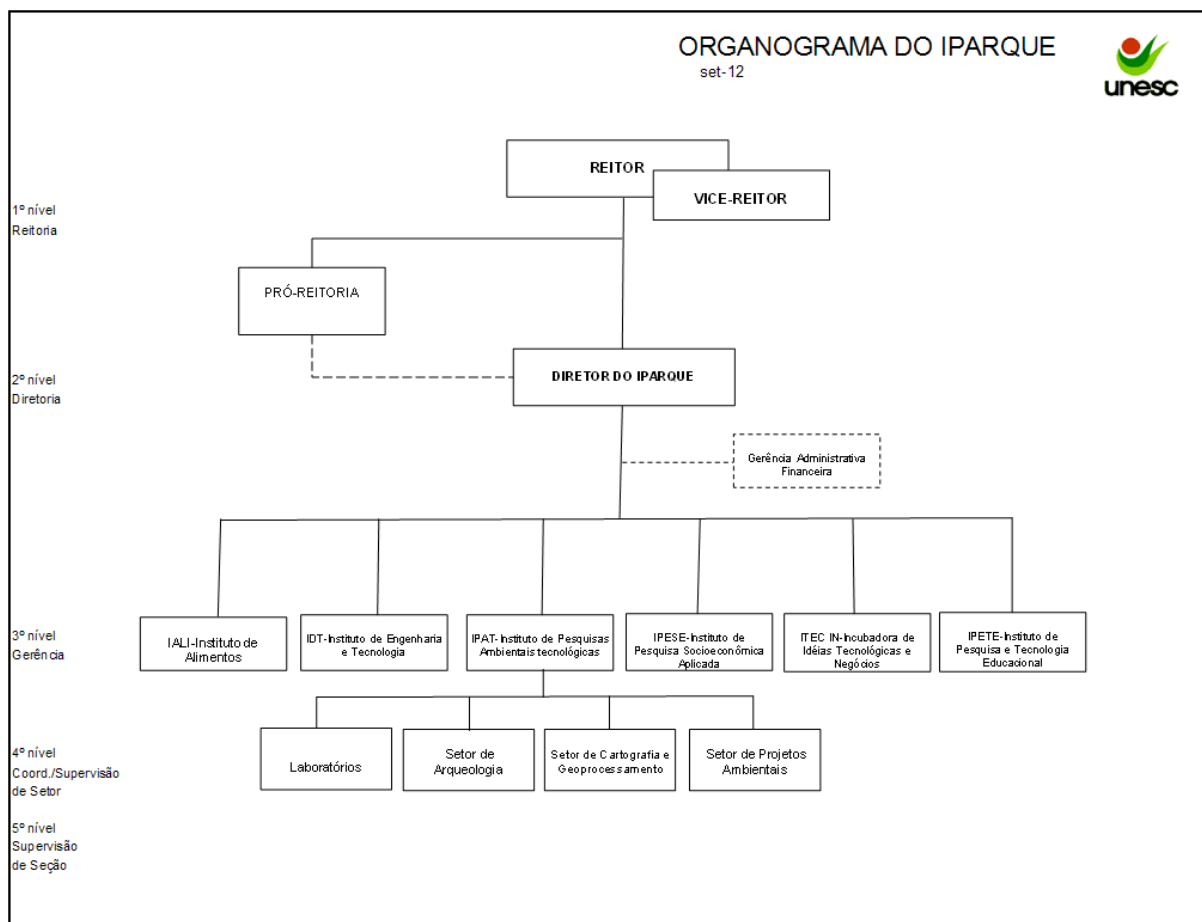 ORGANOGRAMA DO IPARQUE
set-12
unesc
REITOR
VICE-REITOR
1º nível
Reitoria
PRÓ-REITORIA
DIRETOR DO IPARQUE
2º nível
Diretoria
Gerência Administrativa
Financeira
3º nível
Gerência
IALI-Instituto de
Alimentos
IDT-Instituto de Engenharia
e Tecnologia
IPAT-Instituto de Pesquisas
Ambientais tecnológicas
IPESE-Instituto de
Pesquisa Socioeconômica
Aplicada
ITEC IN-Incubadora de
Idéias Tecnológicas e
Negócios
IPETE-Instituto de
Pesquisa e Tecnologia
Educacional
4º nível
Coord./Supervisão
de Setor
Laboratórios
Setor de
Arqueologia
Setor de Cartografia e
Geoprocessamento
Setor de Projetos
Ambientais
5º nível
Supervisão
de Seção